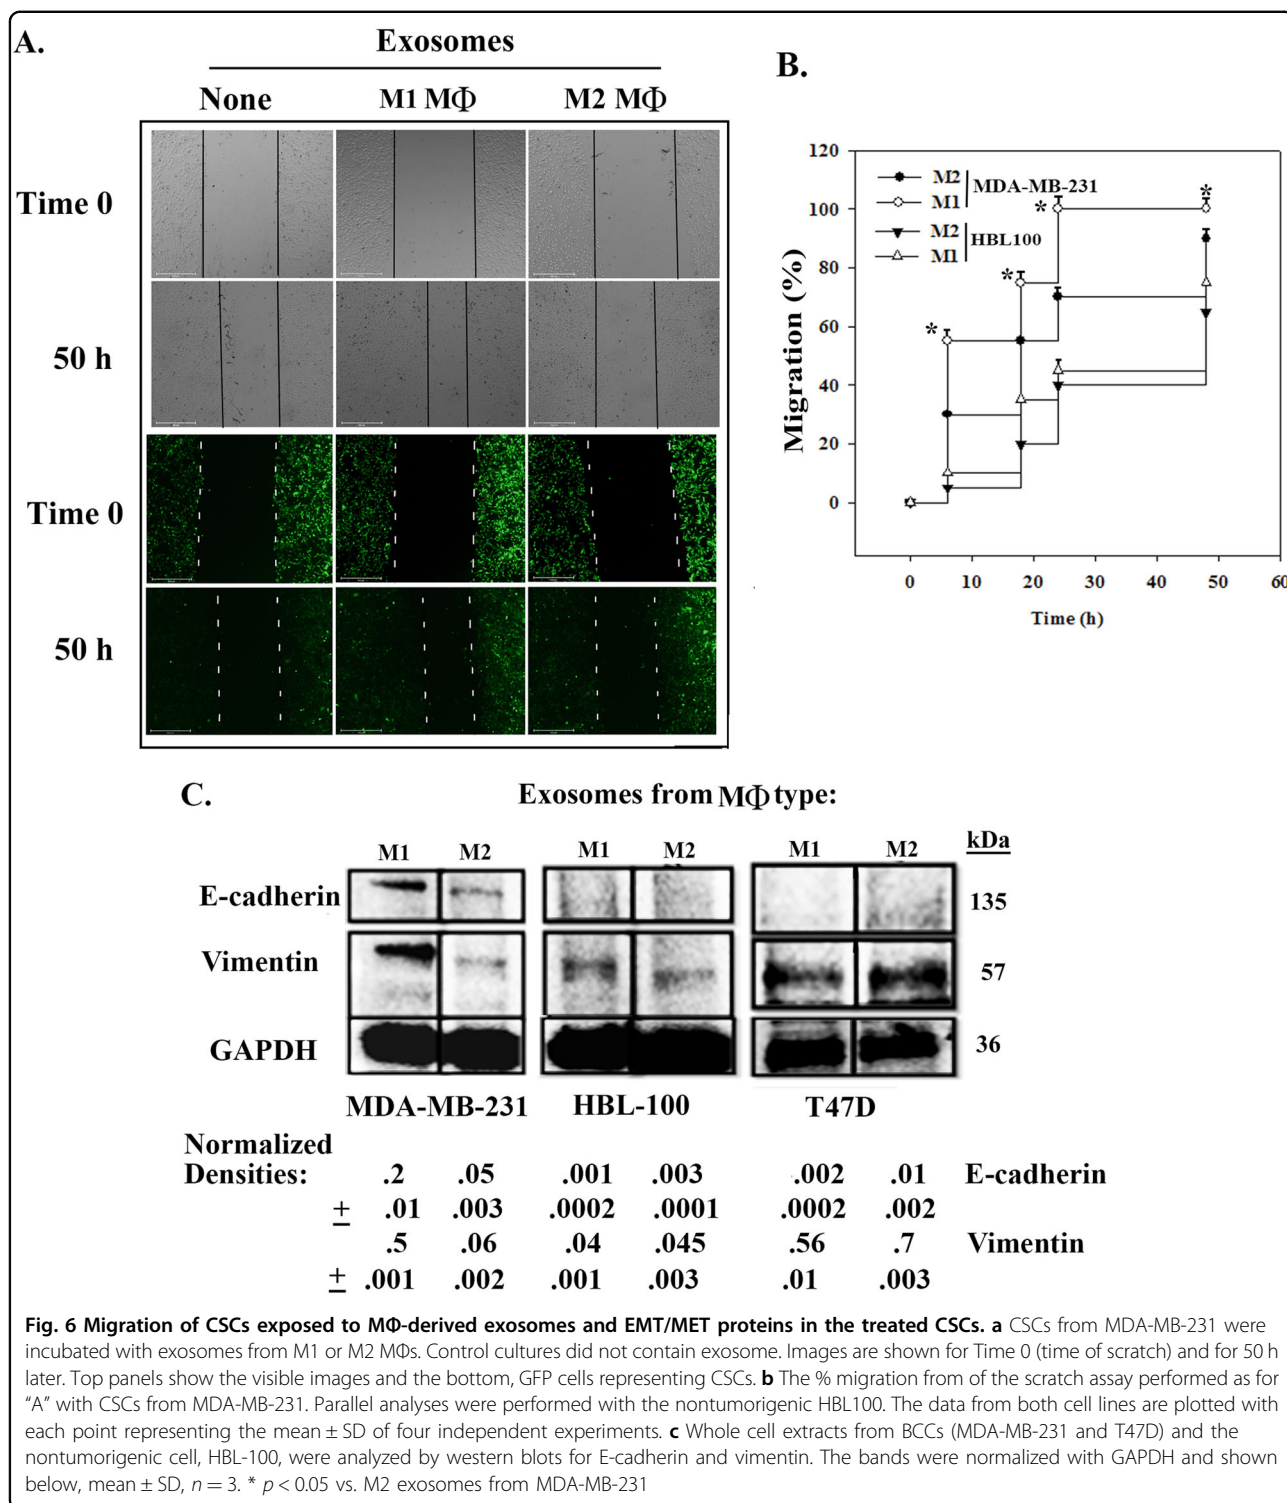 A.
Exosomes
None M1 MΦ M2 MΦ
Time 0
50 h
Time 0
50 h
B.
120
100
80
60
40
20
0
Migration (%)
M2
M1
MDA-MB-231
M2
M1
HBL100
*
*
*
*
0 10 20 30 40 50 60
Time (h)
C.
Exosomes from MΦ type:
M1 M2 M1 M2 M1 M2 kDa
E-cadherin 135
Vimentin 57
GAPDH 36
MDA-MB-231 HBL-100 T47D
Normalized
Densities: .2 .05 .001 .003 .002 .01 E-cadherin
± .01 .003 .0002 .0001 .0002 .002
.5 .06 .04 .045 .56 .7 Vimentin
± .001 .002 .001 .003 .01 .003
Fig. 6 Migration of CSCs exposed to MΦ-derived exosomes and EMT/MET proteins in the treated CSCs. a CSCs from MDA-MB-231 were
incubated with exosomes from M1 or M2 MΦs. Control cultures did not contain exosome. Images are shown for Time 0 (time of scratch) and for 50 h
later. Top panels show the visible images and the bottom, GFP cells representing CSCs. b The % migration from of the scratch assay performed as for
"A" with CSCs from MDA-MB-231. Parallel analyses were performed with the nontumorigenic HBL100. The data from both cell lines are plotted with
each point representing the mean ± SD of four independent experiments. c Whole cell extracts from BCCs (MDA-MB-231 and T47D) and the
nontumorigenic cell, HBL-100, were analyzed by western blots for E-cadherin and vimentin. The bands were normalized with GAPDH and shown
below, mean ± SD, n = 3. * p < 0.05 vs. M2 exosomes from MDA-MB-231